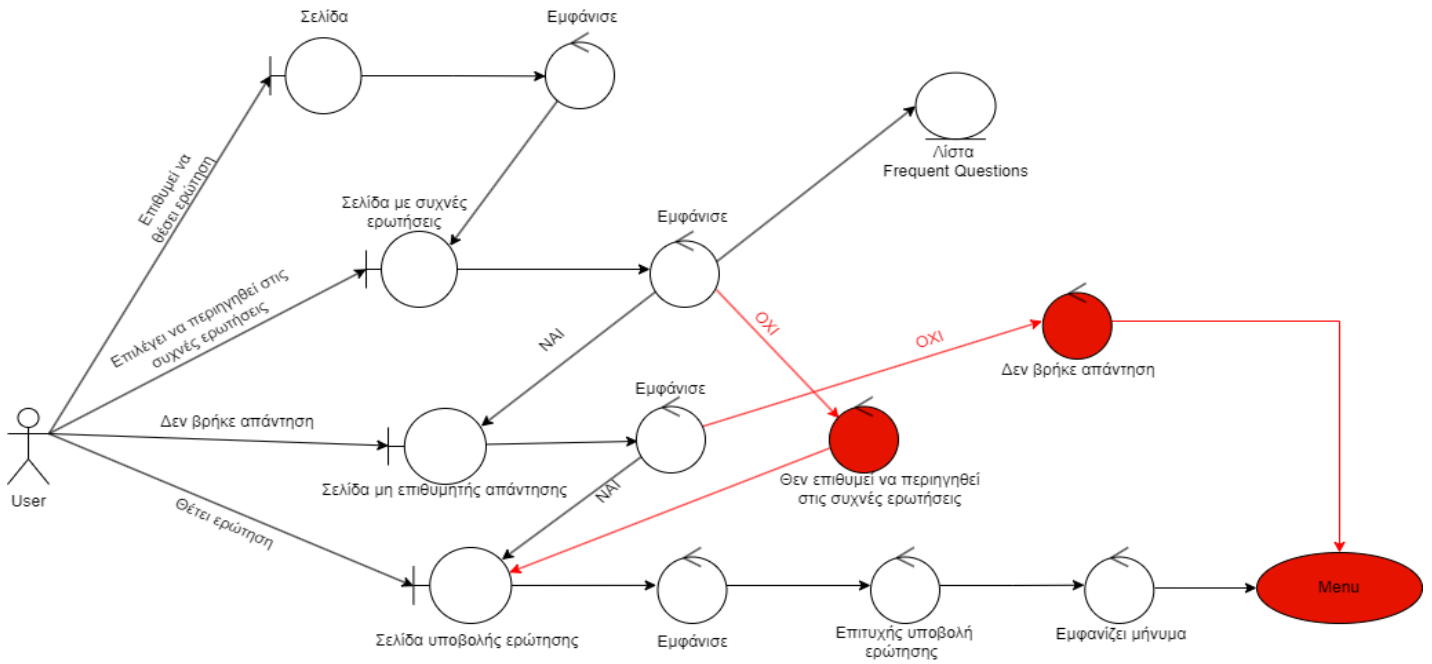 Σελίδα
Εμφάνισε
Επιθυμεί να
θέσει ερώτηση
Λίστα
Frequent Questions
Σελίδα με συχνές
ερωτήσεις
Εμφάνισε
Επιλέγει να περιηγηθεί στις
συχνές ερωτήσεις
ΝΑΙ
ΟΧΙ
ΟΧΙ
Δεν βρήκε απάντηση
Εμφάνισε
Δεν βρήκε απάντηση
User
Σελίδα μη επιθυμητής απάντησης
ΝΑΙ
Θεν επιθυμεί να περιηγηθεί
στις συχνές ερωτήσεις
Θέτει ερώτηση
Menu
Σελίδα υποβολής ερώτησης
Εμφάνισε
Επιτυχής υποβολή
ερώτησης
Εμφανίζει μήνυμα